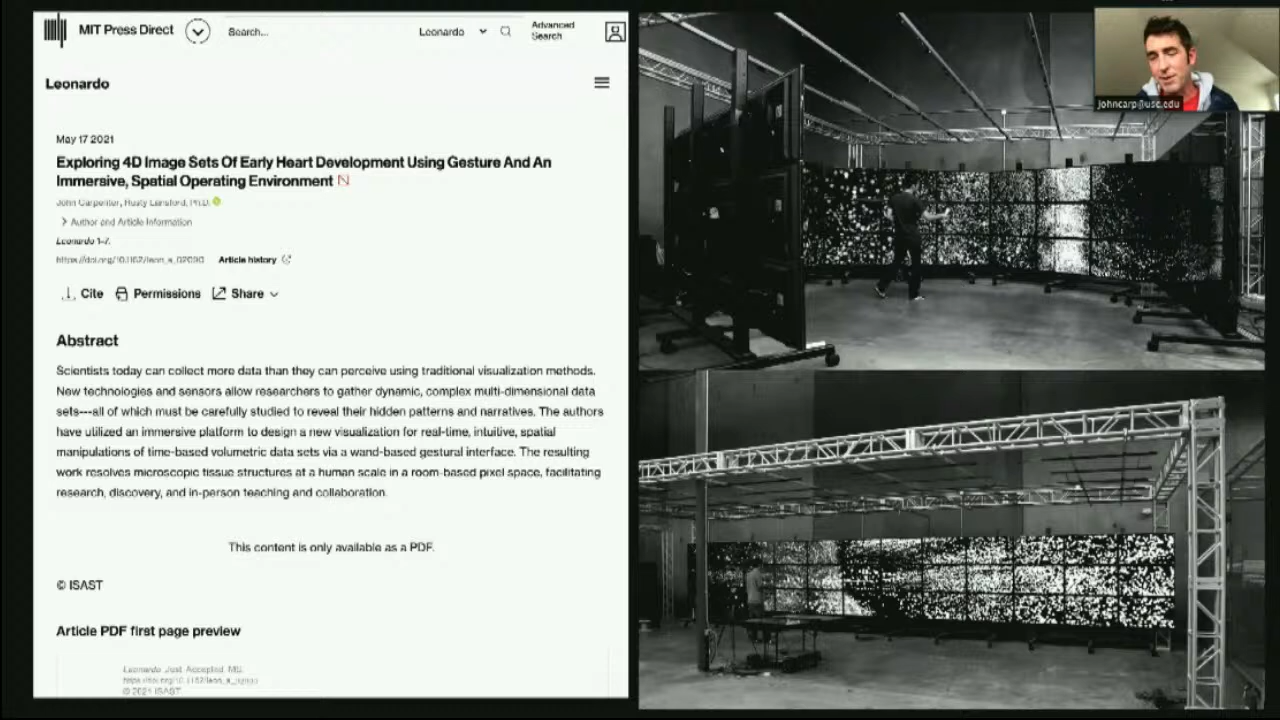 MIT Press Direct
Search...
Leonardo
Advanced
Search
Leonardo
May 17 2021
Exploring 4D Image Sets Of Early Heart Development Using Gesture And An
Immersive, Spatial Operating Environment
John Carpenter, Rusty Lansford, Ph.D.
Author and Article Information
Leonardo 1–7.
Article history
Cite Permissions Share
Abstract
Scientists today can collect more data than they can perceive using traditional visualization methods.
New technologies and sensors allow researchers to gather dynamic, complex multi-dimensional data
sets---all of which must be carefully studied to reveal their hidden patterns and narratives. The authors
have utilized an immersive platform to design a new visualization for real-time, intuitive, spatial
manipulations of time-based volumetric data sets via a wand-based gestural interface. The resulting
work resolves microscopic tissue structures at a human scale in a room-based pixel space, facilitating
research, discovery, and in-person teaching and collaboration.
This content is only available as a PDF.
© ISAST
Article PDF first page preview
Leonardo Just Accepted MS.
© 2021 ISAST
johncarp@usc.edu